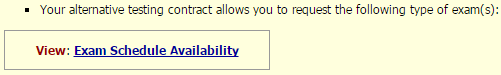 ▪ Your alternative testing contract allows you to request the following type of exam(s):
View: Exam Schedule Availability